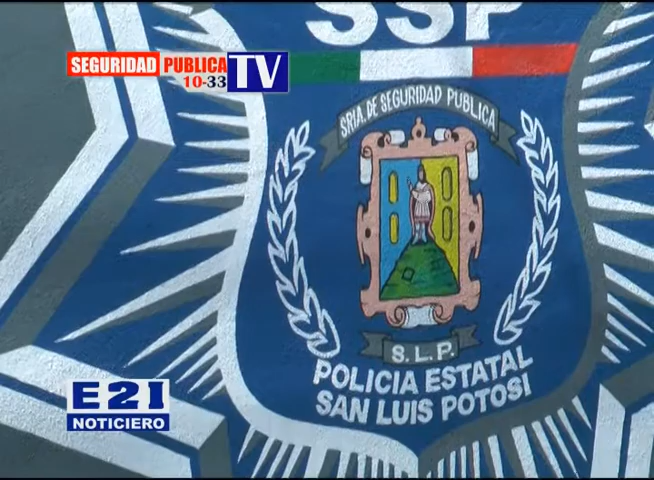 SSP
SEGURIDAD PUBLICA TV
10-33
SRIA. DE SEGURIDAD PUBLICA
S.L.P.
POLICIA ESTATAL
SAN LUIS POTOSI
E21
NOTICIERO